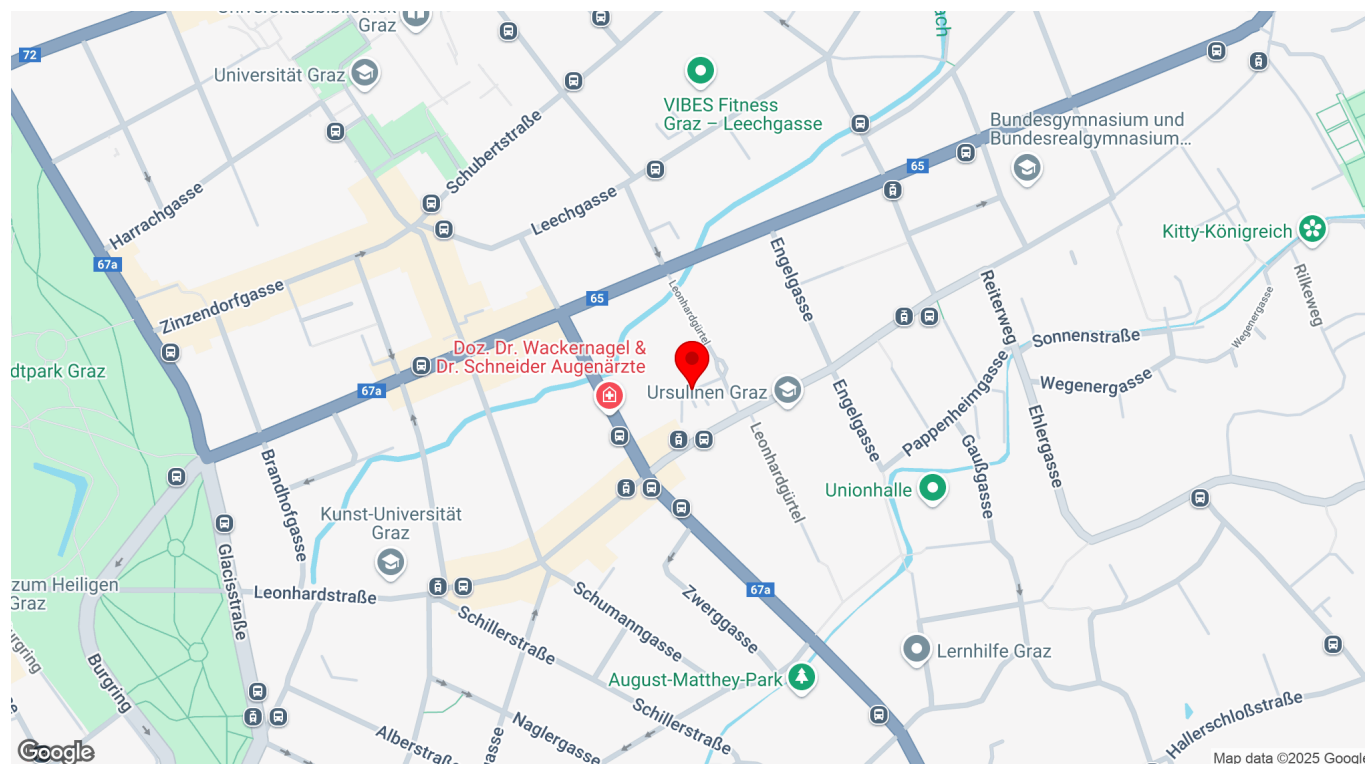 Universitätsbibliothek
Graz
72
Universität Graz
VIBES Fitness
Graz – Leechgasse
Bundesgymnasium und
Bundesrealgymnasium...
Schubertstraße
65
Harrachgasse
Leechgasse
Kitty-Königreich
67a
Engelgasse
Reiterweg
Rilkeweg
Zinzendorfgasse
65
Leonhardgürtel
Wegenergasse
Sonnenstraße
Doz. Dr. Wackernagel &
Dr. Schneider Augenärzte
dtpark Graz
67a
Ursulinen Graz
Wegenergasse
Engelgasse
Pappenheimgasse
Ehlergasse
Leonhardgürtel
Gaußgasse
Brandhofgasse
Unionhalle
Kunst-Universität
Graz
Glacisstraße
zum Heiligen
Graz
Leonhardstraße
67a
Schumanngasse
Zwerggasse
Schillerstraße
Lernhilfe Graz
Burgring
August-Matthey-Park
Schillerstraße
Naglergasse
Hallerschloßstraße
Google
Map data ©2025 Google